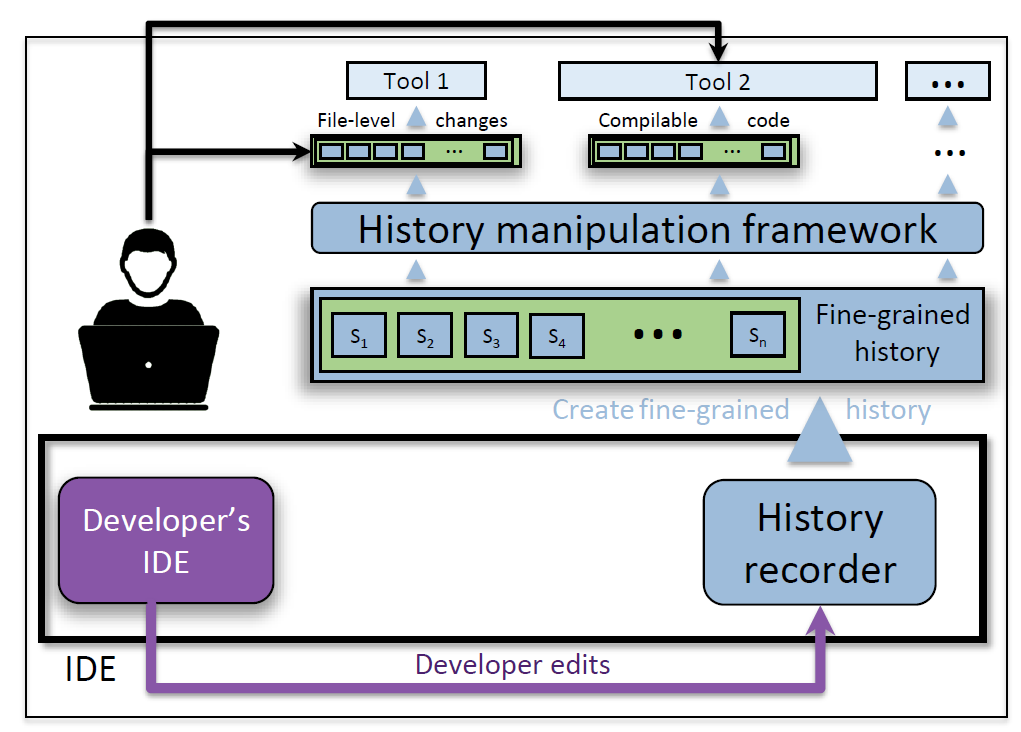 Tool 1
Tool 2
...
File-level changes
Compilable code
...
...
...
History manipulation framework
S1 S2 S3 S4 ... Sn
Fine-grained
history
Create fine-grained history
Developer's
IDE
History
recorder
IDE
Developer edits